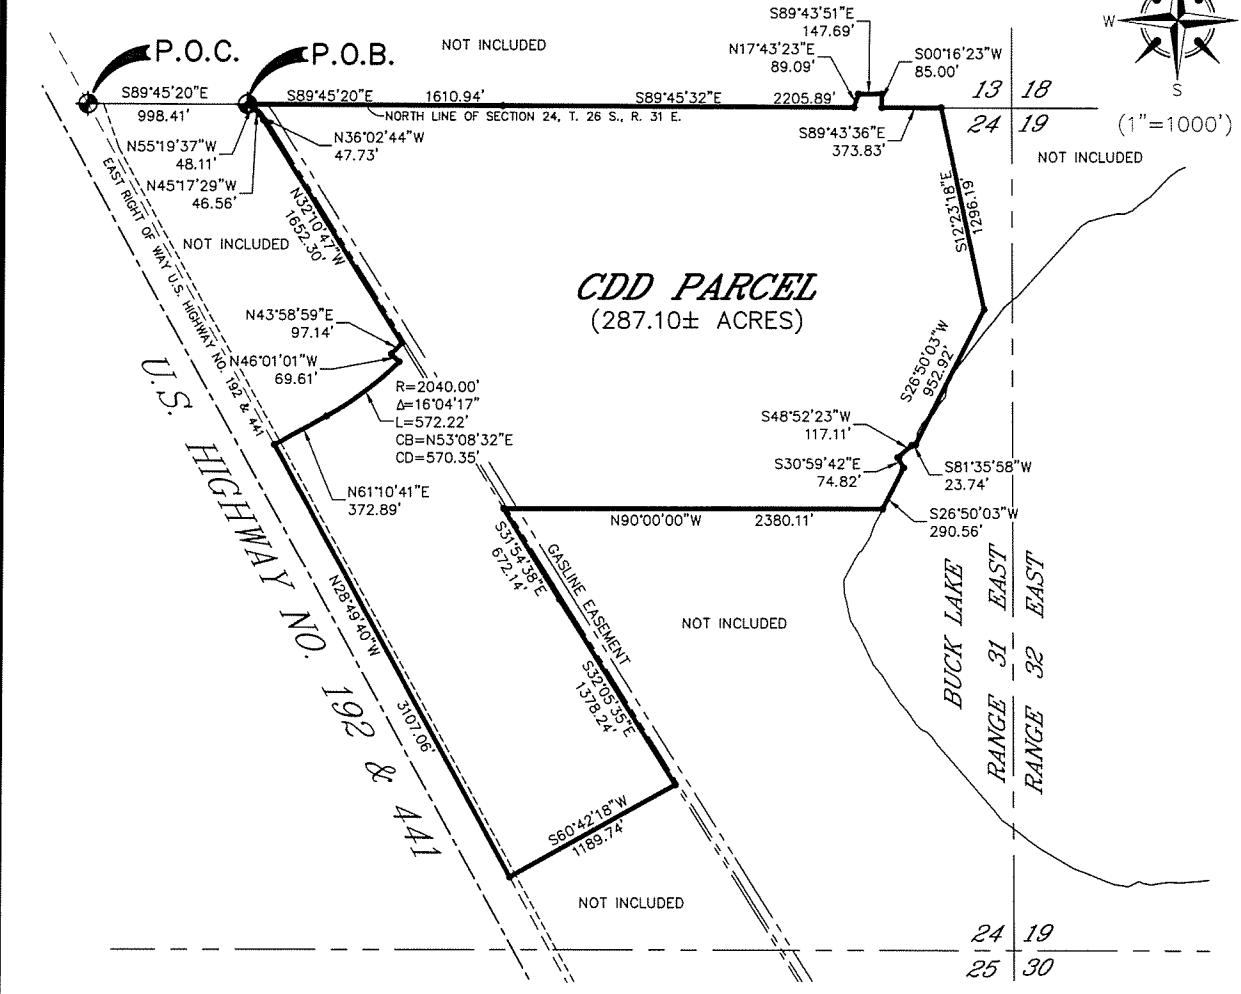 P.O.C.
P.O.B.
NOT INCLUDED
S89°43'51"E
147.69'
N17°43'23"E
89.09'
S00°16'23"W
85.00'
W
S
(1"=1000')
S89°45'20"E
998.41'
S89°45'20"E
1610.94'
S89°45'32"E
2205.89'
13 18
24 19
NORTH LINE OF SECTION 24, T. 26 S., R. 31 E.
S89°43'36"E
373.83'
NOT INCLUDED
N55°19'37"W
48.11'
N36°02'44"W
47.73'
N45°17'29"W
46.56'
EAST RIGHT OF WAY U.S. HIGHWAY NO. 192 & 441
NOT INCLUDED
N32°10'47"W
1652.30'
S12°23'18"E
1296.19'
CDD PARCEL
(287.10± ACRES)
N43°58'59"E
97.14'
N46°01'01"W
69.61'
R=2040.00'
Δ=16°04'17"
L=572.22'
CB=N53°08'32"E
CD=570.35'
S26°50'03"W
952.92'
S48°52'23"W
117.11'
S30°59'42"E
74.82'
S81°35'58"W
23.74'
N61°10'41"E
372.89'
N90°00'00"W
2380.11'
S26°50'03"W
290.56'
U.S. HIGHWAY NO. 192 & 441
S31°54'38"E
672.14'
GASLINE EASEMENT
N28°49'40"W
3107.06'
NOT INCLUDED
BUCK LAKE
RANGE 31 EAST
RANGE 32 EAST
S32°05'35"E
1378.24'
S60°42'18"W
1189.74'
NOT INCLUDED
24 19
25 30